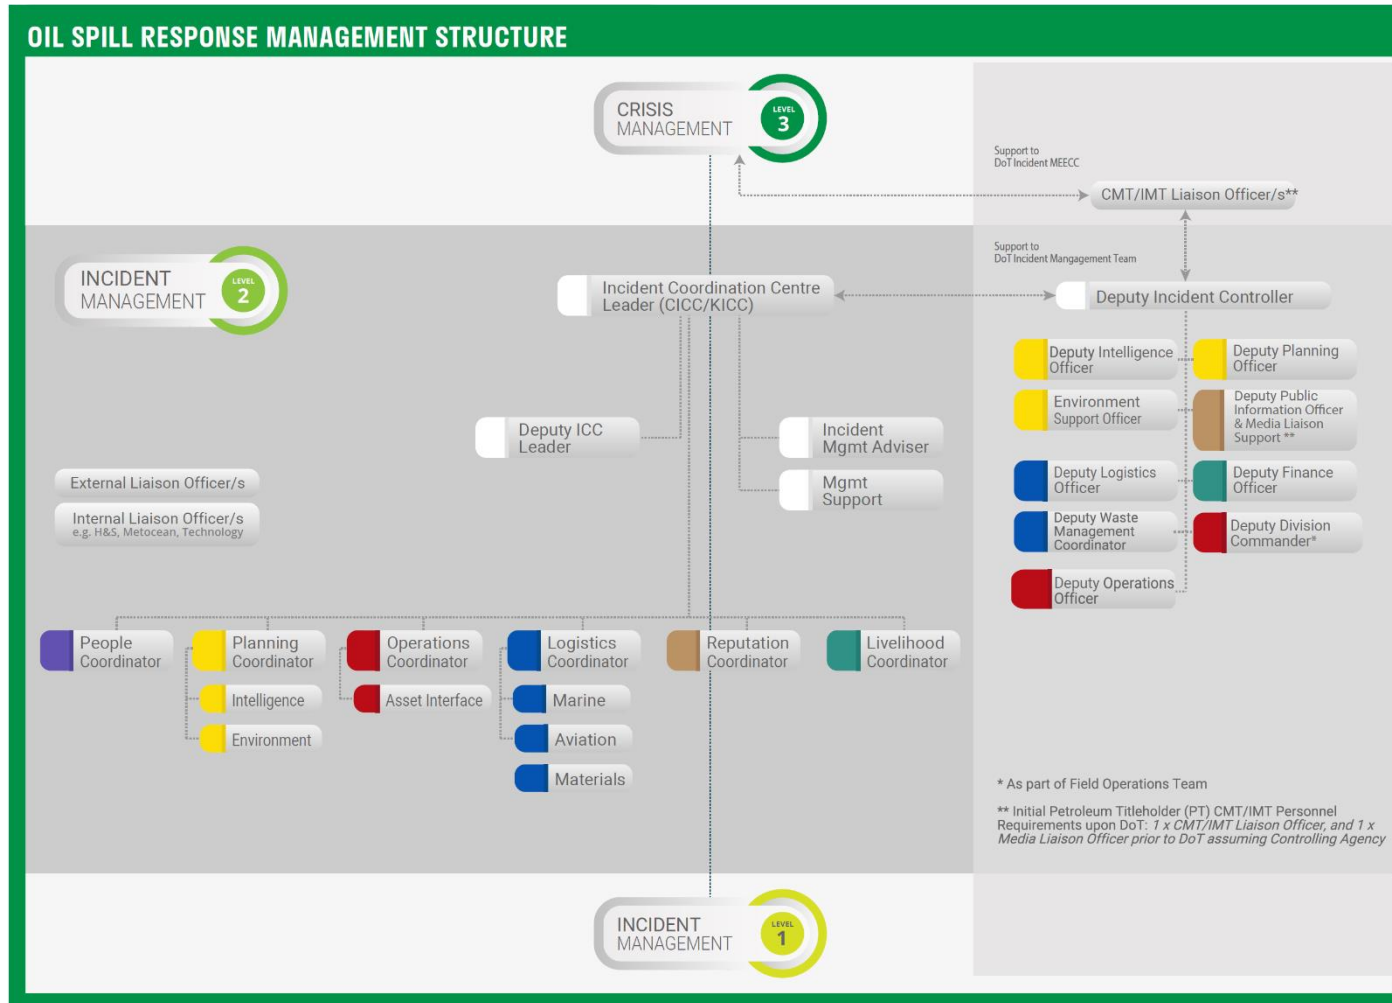 OIL SPILL RESPONSE MANAGEMENT STRUCTURE
CRISIS
MANAGEMENT
LEVEL
3
Support to
DoT Incident MEECC
CMT/IMT Liaison Officer/s**
INCIDENT
MANAGEMENT
LEVEL
2
Incident Coordination Centre
Leader (CICC/KICC)
Support to
DoT Incident Mangagement Team
Deputy Incident Controller
Deputy Intelligence
Officer
Deputy Planning
Officer
Environment
Support Officer
Deputy Public
Information Officer
& Media Liaison
Support **
Deputy ICC
Leader
Incident
Mgmt Adviser
Mgmt
Support
External Liaison Officer/s
Internal Liaison Officer/s
e.g. H&S, Metocean, Technology
Deputy Logistics
Officer
Deputy Finance
Officer
Deputy Waste
Management
Coordinator
Deputy Division
Commander*
Deputy Operations
Officer
People
Coordinator
Planning
Coordinator
Operations
Coordinator
Logistics
Coordinator
Reputation
Coordinator
Livelihood
Coordinator
Intelligence
Environment
Asset Interface
Marine
Aviation
Materials
* As part of Field Operations Team
** Initial Petroleum Titleholder (PT) CMT/IMT Personnel
Requirements upon DoT: 1 x CMT/IMT Liaison Officer, and 1 x
Media Liaison Officer prior to DoT assuming Controlling Agency
INCIDENT
MANAGEMENT
LEVEL
1